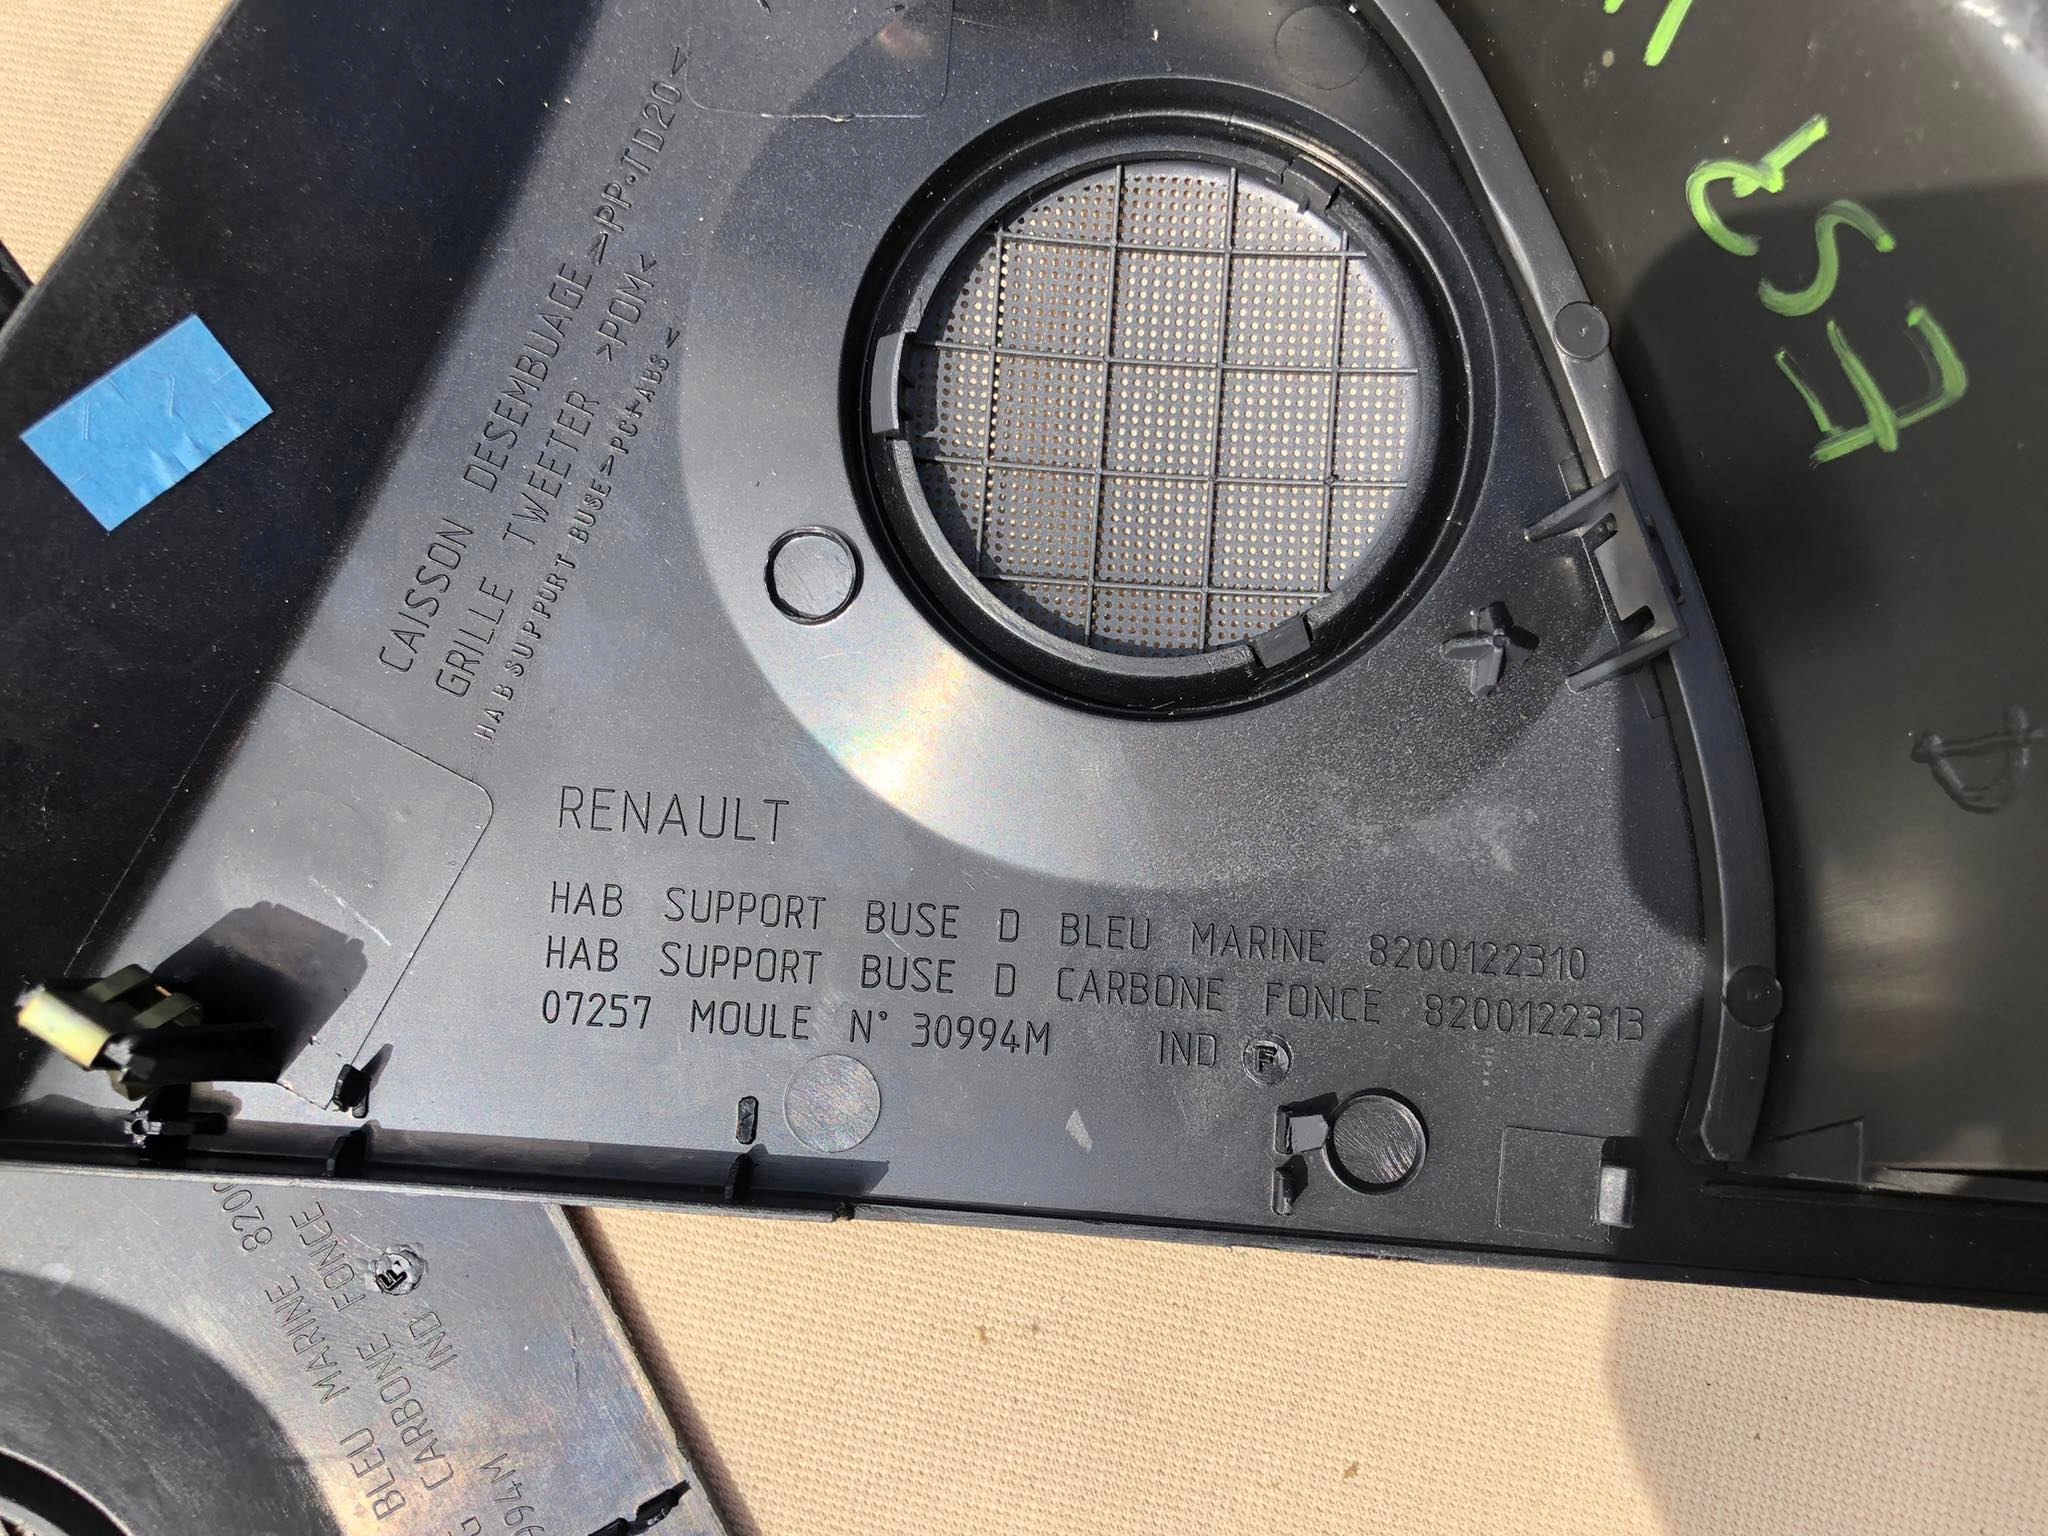 CAISSON DESEMBUAGE >PP.TD20<
GRILLE TWEETER >POM<
HAB SUPPORT BUSE >PC+ABS<
RENAULT
HAB SUPPORT BUSE D BLEU MARINE 8200122310
HAB SUPPORT BUSE D CARBONE FONCE 8200122313
07257 MOULE N° 30994M IND F
BLEU MARINE
G CARBONE FONCE
994M IND F